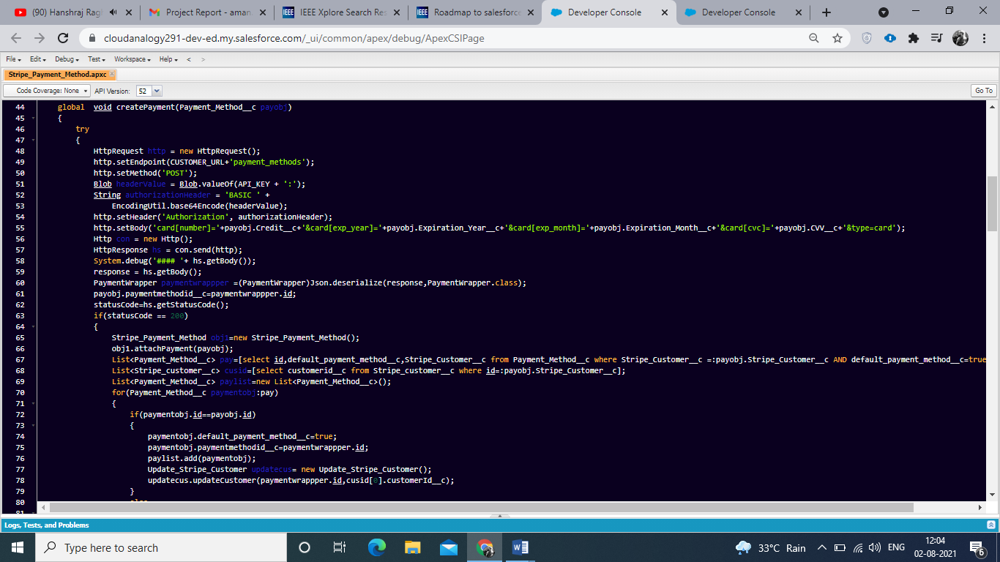 (90) Hanshraj Rag
Project Report - aman
IEEE Xplore Search Res
Roadmap to salesforce
Developer Console
Developer Console
cloudanalogy291-dev-ed.my.salesforce.com/_ui/common/apex/debug/ApexCSIPage
File Edit Debug Test Workspace Help < >
Stripe_Payment_Method.apxc
Code Coverage: None API Version: 52 Go To
44 global void createPayment(Payment_Method__c payobj)
45 {
46 try
47 {
48 HttpRequest http = new HttpRequest();
49 http.setEndpoint(CUSTOMER_URL+'payment_methods');
50 http.setMethod('POST');
51 Blob headerValue = Blob.valueOf(API_KEY + ':');
52 String authorizationHeader = 'BASIC ' +
53 EncodingUtil.base64Encode(headerValue);
54 http.setHeader('Authorization', authorizationHeader);
55 http.setBody('card[number]='+payobj.Credit__c+'&card[exp_year]='+payobj.Expiration_Year__c+'&card[exp_month]='+payobj.Expiration_Month__c+'&card[cvc]='+payobj.CVV__c+'&type=card');
56 Http con = new Http();
57 HttpResponse hs = con.send(http);
58 System.debug('#### '+ hs.getBody());
59 response = hs.getBody();
60 PaymentWrapper paymentwrappper =(PaymentWrapper)Json.deserialize(response,PaymentWrapper.class);
61 payobj.paymentmethodid__c=paymentwrappper.id;
62 statusCode=hs.getStatusCode();
63 if(statusCode == 200)
64 {
65 Stripe_Payment_Method obj1=new Stripe_Payment_Method();
66 obj1.attachPayment(payobj);
67 List<Payment_Method__c> pay=[select id,default_payment_method__c,Stripe_Customer__c from Payment_Method__c where Stripe_Customer__c =:payobj.Stripe_Customer__c AND default_payment_method__c=true
68 List<Stripe_customer__c> cusid=[select customerid__c from Stripe_customer__c where id=:payobj.Stripe_Customer__c];
69 List<Payment_Method__c> paylist=new List<Payment_Method__c>();
70 for(Payment_Method__c paymentobj:pay)
71 {
72 if(paymentobj.id==payobj.id)
73 {
74 paymentobj.default_payment_method__c=true;
75 paymentobj.paymentmethodid__c=paymentwrappper.id;
76 paylist.add(paymentobj);
77 Update_Stripe_Customer updatecus= new Update_Stripe_Customer();
78 updatecus.updateCustomer(paymentwrappper.id,cusid[0].customerId__c);
79 }
80
Logs, Tests, and Problems
Type here to search
33°C Rain
ENG
12:04
02-08-2021
6